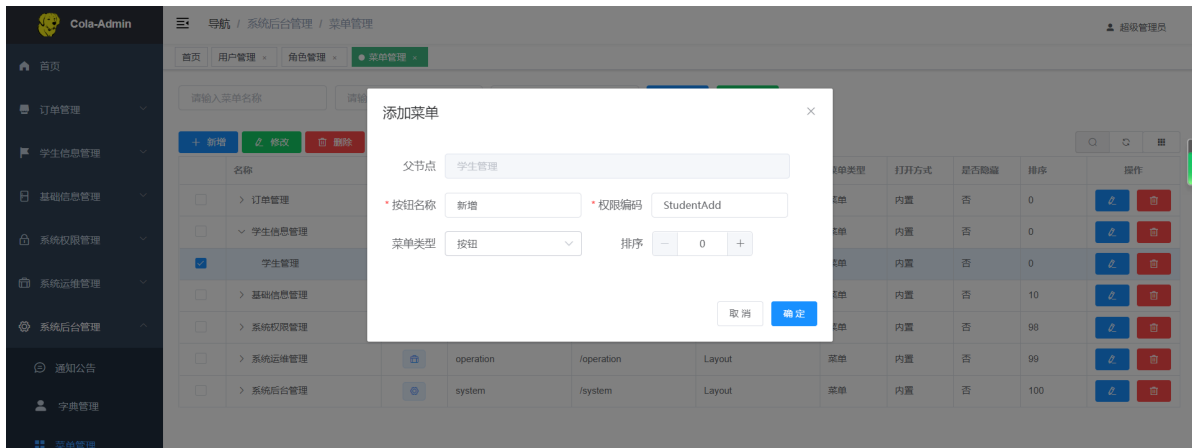 Cola-Admin
导航 / 系统后台管理 / 菜单管理
超级管理员
首页 用户管理 × 角色管理 × 菜单管理 ×
首页
订单管理
学生信息管理
基础信息管理
系统权限管理
系统运维管理
系统后台管理
通知公告
字典管理
菜单管理
请输入菜单名称 请输
+ 新增 修改 删除
名称 单类型 打开方式 是否隐藏 排序 操作
订单管理 菜单 内置 否 0
学生信息管理 菜单 内置 否 0
学生管理 菜单 内置 否 0
基础信息管理 菜单 内置 否 10
系统权限管理 菜单 内置 否 98
系统运维管理 operation /operation Layout 菜单 内置 否 99
系统后台管理 system /system Layout 菜单 内置 否 100
添加菜单
父节点 学生管理
* 按钮名称 新增 * 权限编码 StudentAdd
菜单类型 按钮 排序 − 0 +
取消 确定